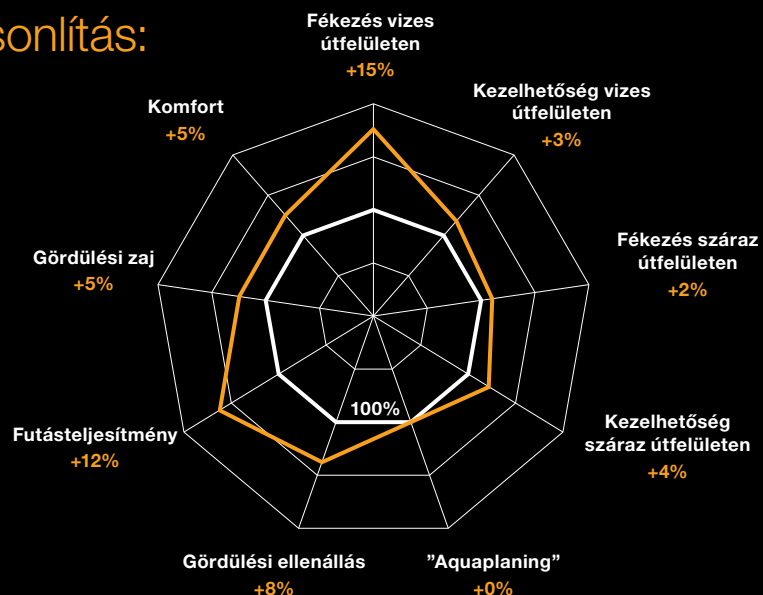 sonlítás:
Fékezés vizes
útfelületen
+15%
Kezelhetőség vizes
útfelületen
+3%
Fékezés száraz
útfelületen
+2%
Kezelhetőség
száraz útfelületen
+4%
"Aquaplaning"
+0%
Gördülési ellenállás
+8%
Futásteljesítmény
+12%
Gördülési zaj
+5%
Komfort
+5%
100%